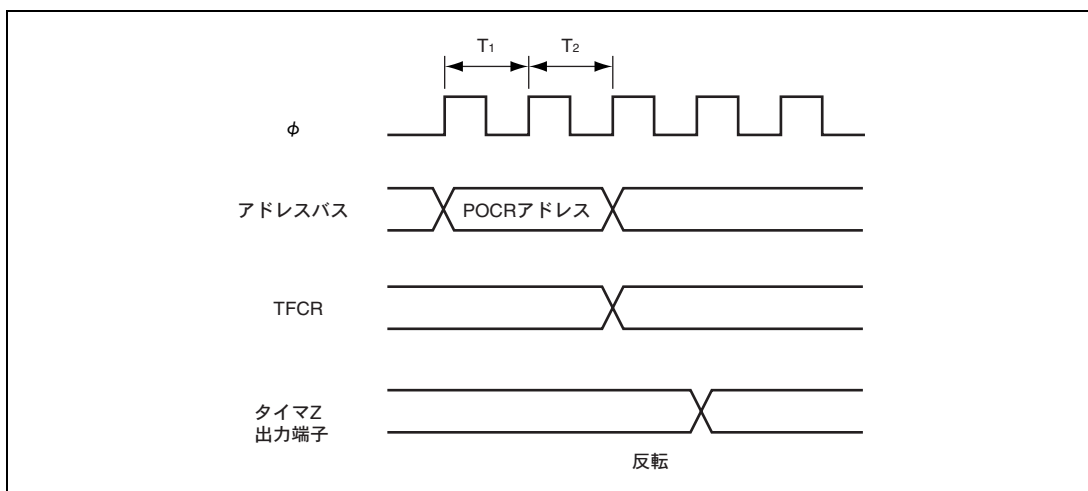 T1 T2
φ
アドレスバス POCRアドレス
TFCR
タイマZ
出力端子
反転